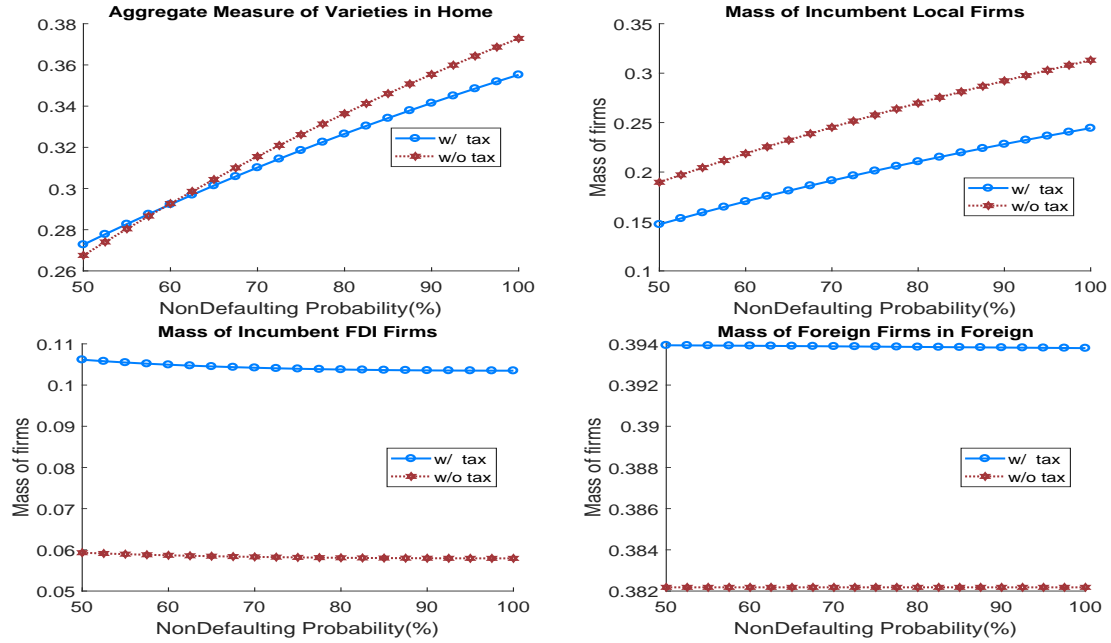 Aggregate Measure of Varieties in Home
0.38
0.36
0.34
0.32
0.3
0.28
0.26
w/ tax
w/o tax
50 60 70 80 90 100
NonDefaulting Probability(%)
Mass of Incumbent Local Firms
Mass of firms
0.3
0.25
0.2
0.15
0.1
w/ tax
w/o tax
50 60 70 80 90 100
NonDefaulting Probability(%)
Mass of Incumbent FDI Firms
Mass of firms
0.11
0.1
0.09
0.08
0.07
0.06
0.05
w/ tax
w/o tax
50 60 70 80 90 100
NonDefaulting Probability(%)
Mass of Foreign Firms in Foreign
Mass of firms
0.394
0.392
0.39
0.388
0.386
0.384
0.382
w/ tax
w/o tax
50 60 70 80 90 100
NonDefaulting Probability(%)